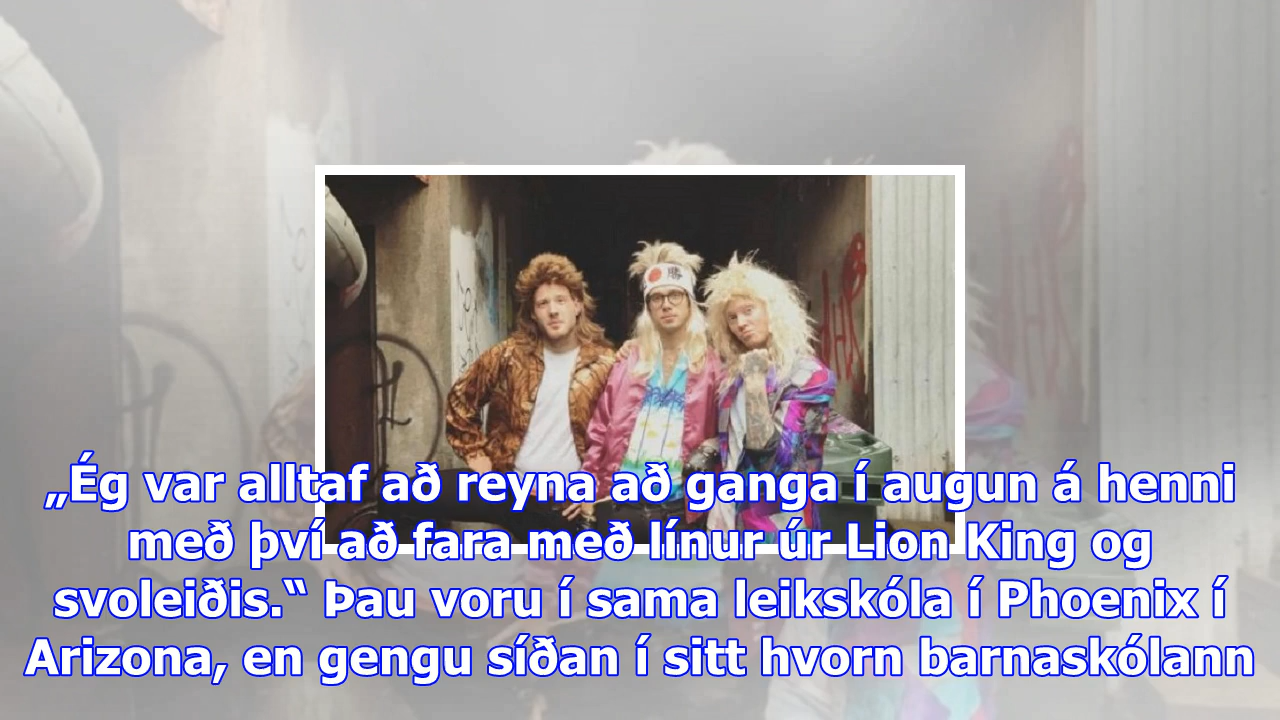 勝
„Ég var alltaf að reyna að ganga í augun á henni
með því að fara með línur úr Lion King og
svoleiðis.“ Þau voru í sama leikskóla í Phoenix í
Arizona, en gengu síðan í sitt hvorn barnaskólann